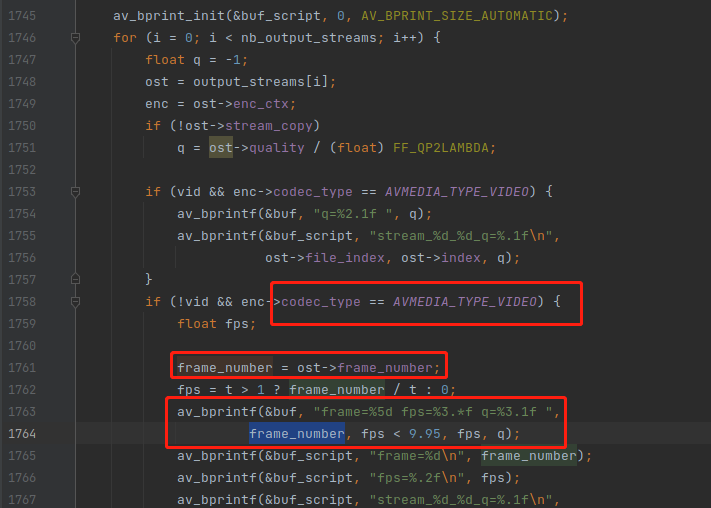 1745 av_bprint_init(&buf_script, 0, AV_BPRINT_SIZE_AUTOMATIC);
1746 for (i = 0; i < nb_output_streams; i++) {
1747 float q = -1;
1748 ost = output_streams[i];
1749 enc = ost->enc_ctx;
1750 if (!ost->stream_copy)
1751 q = ost->quality / (float) FF_QP2LAMBDA;
1752
1753 if (vid && enc->codec_type == AVMEDIA_TYPE_VIDEO) {
1754 av_bprintf(&buf, "q=%2.1f ", q);
1755 av_bprintf(&buf_script, "stream_%d_%d_q=%.1f\n",
1756 ost->file_index, ost->index, q);
1757 }
1758 if (!vid && enc->codec_type == AVMEDIA_TYPE_VIDEO) {
1759 float fps;
1760
1761 frame_number = ost->frame_number;
1762 fps = t > 1 ? frame_number / t : 0;
1763 av_bprintf(&buf, "frame=%5d fps=%3.*f q=%3.1f ",
1764 frame_number, fps < 9.95, fps, q);
1765 av_bprintf(&buf_script, "frame=%d\n", frame_number);
1766 av_bprintf(&buf_script, "fps=%.2f\n", fps);
1767 av_bprintf(&buf_script, "stream_%d_%d_q=%.1f\n",